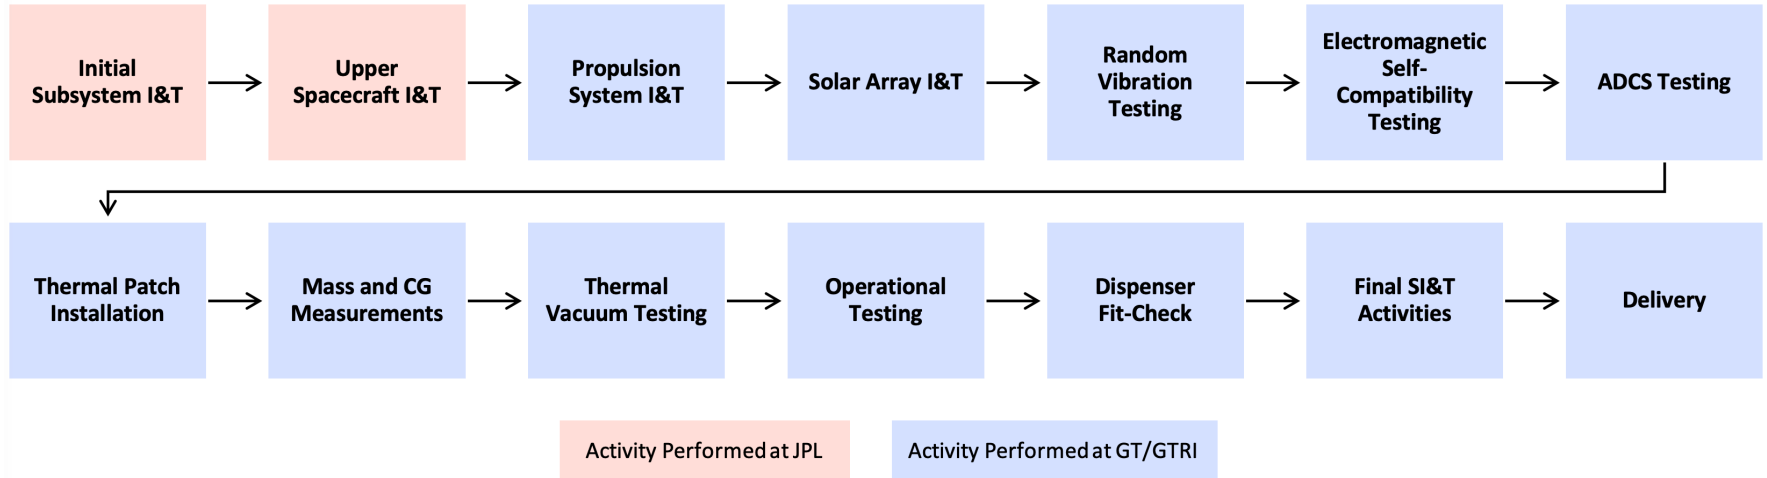 Initial
Subsystem I&T
Upper
Spacecraft I&T
Propulsion
System I&T
Solar Array I&T
Random
Vibration
Testing
Electromagnetic
Self-
Compatibility
Testing
ADCS Testing
Thermal Patch
Installation
Mass and CG
Measurements
Thermal
Vacuum Testing
Operational
Testing
Dispenser
Fit-Check
Final SI&T
Activities
Delivery
Activity Performed at JPL
Activity Performed at GT/GTRI